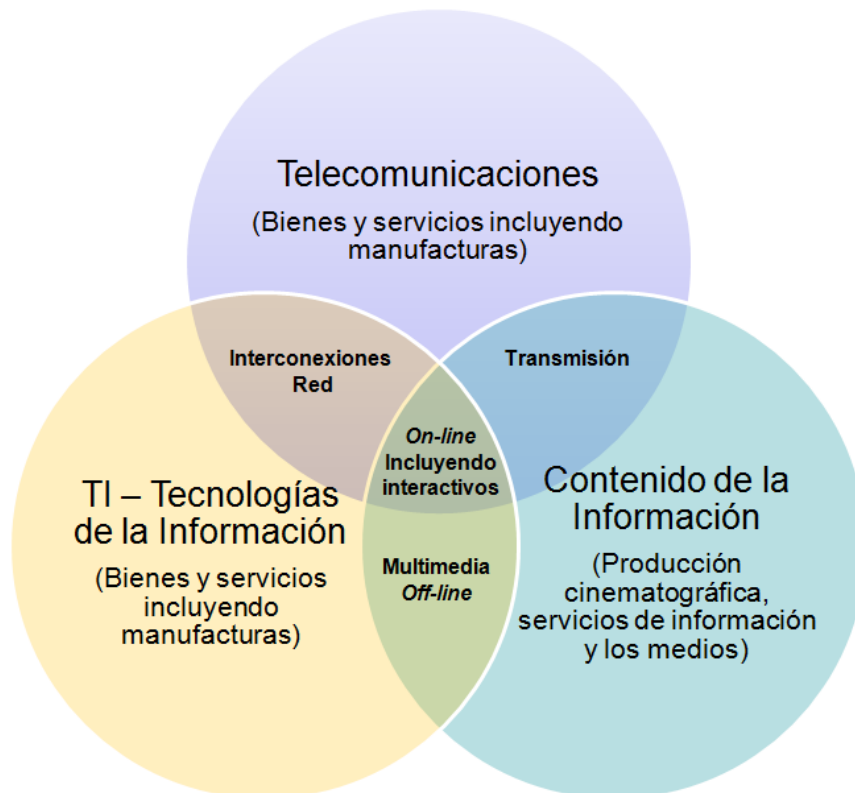 Telecomunicaciones
(Bienes y servicios incluyendo
manufacturas)
Interconexiones
Red
Transmisión
On-line
Incluyendo
interactivos
TI – Tecnologías
de la Información
(Bienes y servicios
incluyendo
manufacturas)
Multimedia
Off-line
Contenido de la
Información
(Producción
cinematográfica,
servicios de información
y los medios)